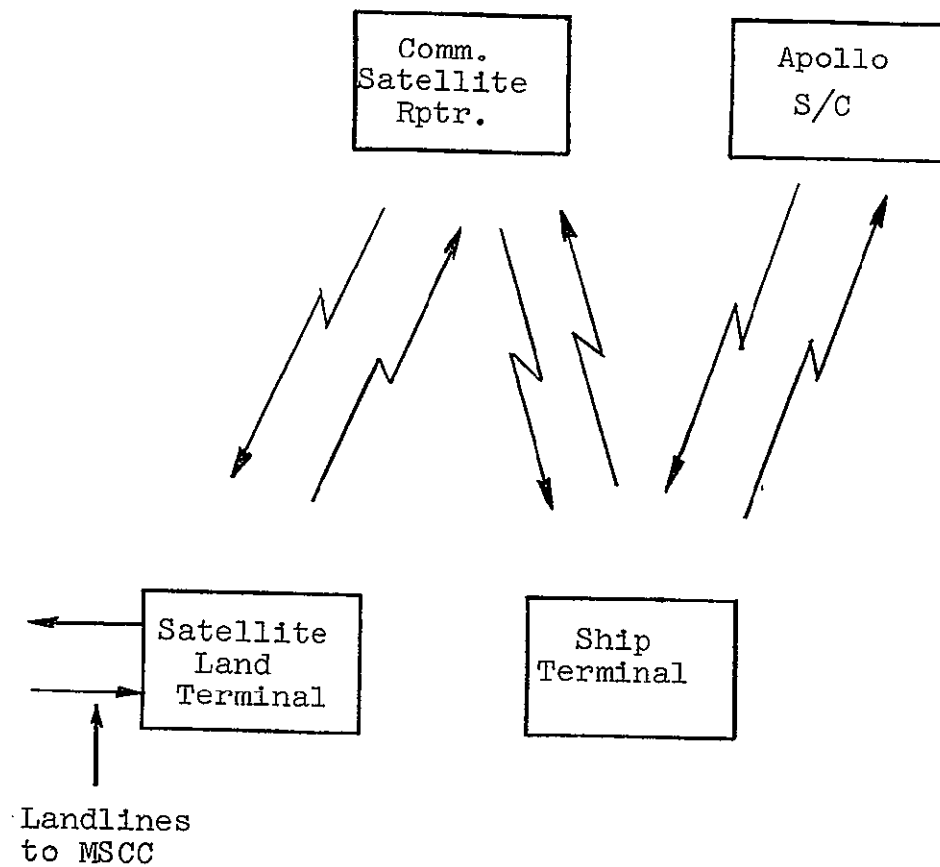 Comm.
Satellite
Rptr.
Apollo
S/C
Satellite
Land
Terminal
Ship
Terminal
Landlines
to MSCC